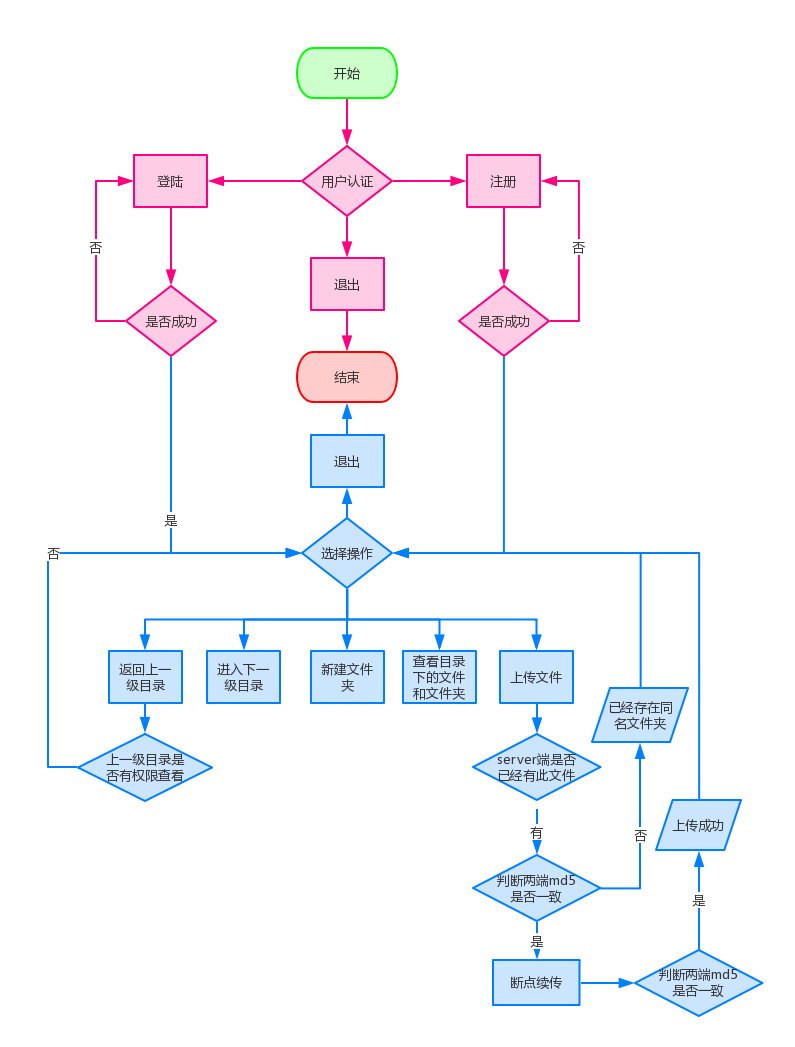 开始
登陆
用户认证
注册
否
否
退出
是否成功
是否成功
结束
退出
是
否
选择操作
返回上一
级目录
进入下一
级目录
新建文件
夹
查看目录
下的文件
和文件夹
上传文件
已经存在同
名文件夹
上一级目录是
否有权限查看
server端是否
已经有此文件
有
否
上传成功
判断两端md5
是否一致
是
是
断点续传
判断两端md5
是否一致